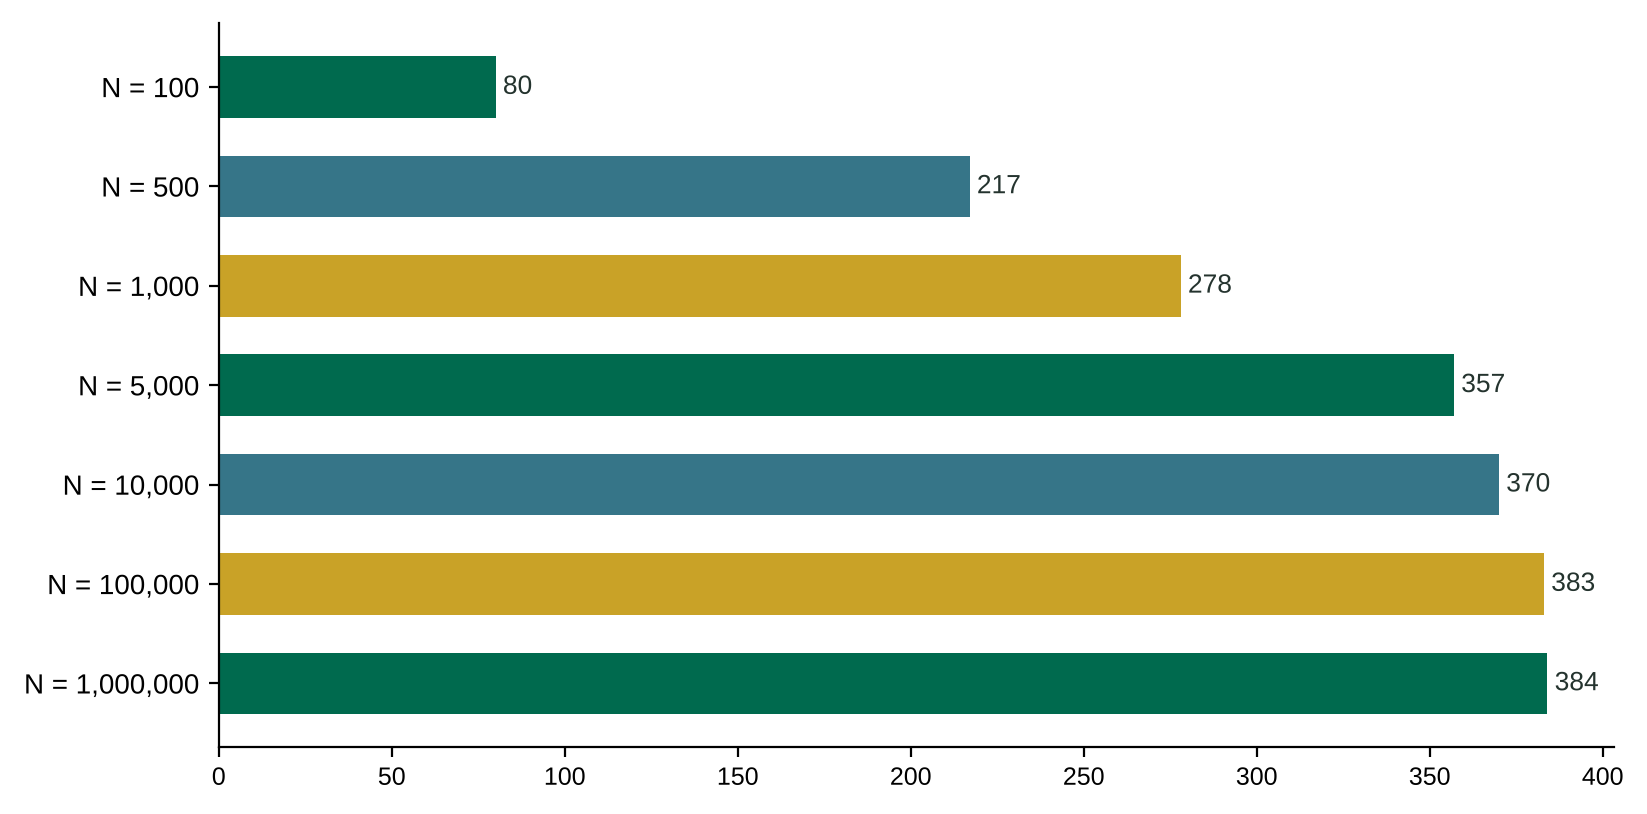 N = 100 80
N = 500 217
N = 1,000 278
N = 5,000 357
N = 10,000 370
N = 100,000 383
N = 1,000,000 384
0 50 100 150 200 250 300 350 400